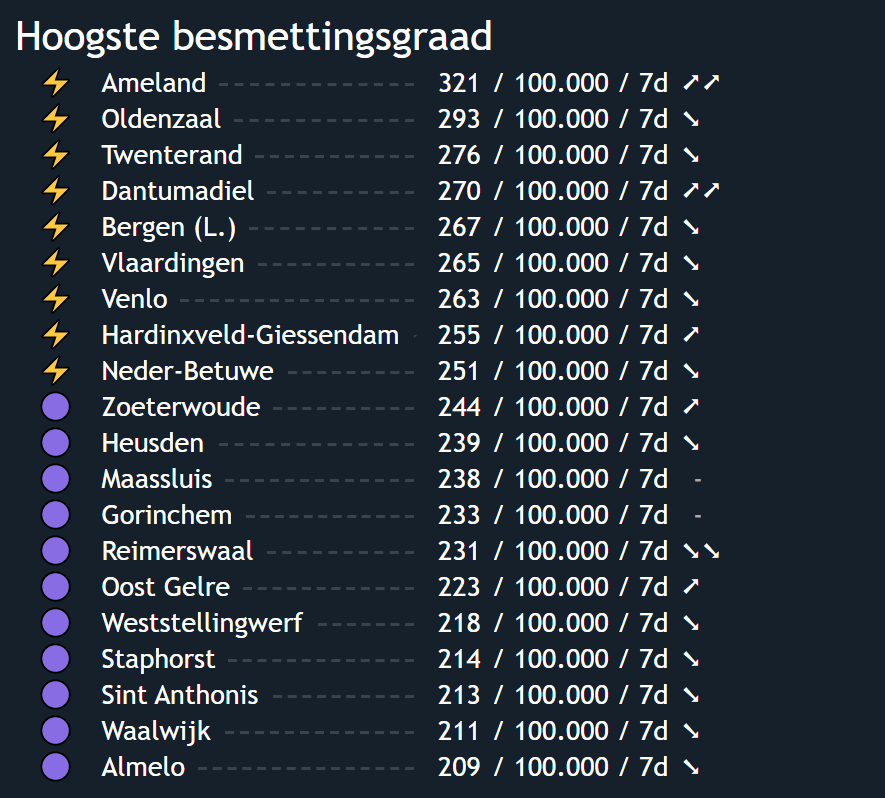 Hoogste besmettingsgraad
⚡ Ameland 321 / 100.000 / 7d ➚➚
⚡ Oldenzaal 293 / 100.000 / 7d ➘
⚡ Twenterand 276 / 100.000 / 7d ➘
⚡ Dantumadiel 270 / 100.000 / 7d ➚➚
⚡ Bergen (L.) 267 / 100.000 / 7d ➘
⚡ Vlaardingen 265 / 100.000 / 7d ➘
⚡ Venlo 263 / 100.000 / 7d ➘
⚡ Hardinxveld-Giessendam 255 / 100.000 / 7d ➚
⚡ Neder-Betuwe 251 / 100.000 / 7d ➘
🟣 Zoeterwoude 244 / 100.000 / 7d ➚
🟣 Heusden 239 / 100.000 / 7d ➘
🟣 Maassluis 238 / 100.000 / 7d -
🟣 Gorinchem 233 / 100.000 / 7d -
🟣 Reimerswaal 231 / 100.000 / 7d ➘➘
🟣 Oost Gelre 223 / 100.000 / 7d ➚
🟣 Weststellingwerf 218 / 100.000 / 7d ➘
🟣 Staphorst 214 / 100.000 / 7d ➘
🟣 Sint Anthonis 213 / 100.000 / 7d ➘
🟣 Waalwijk 211 / 100.000 / 7d ➘
🟣 Almelo 209 / 100.000 / 7d ➘